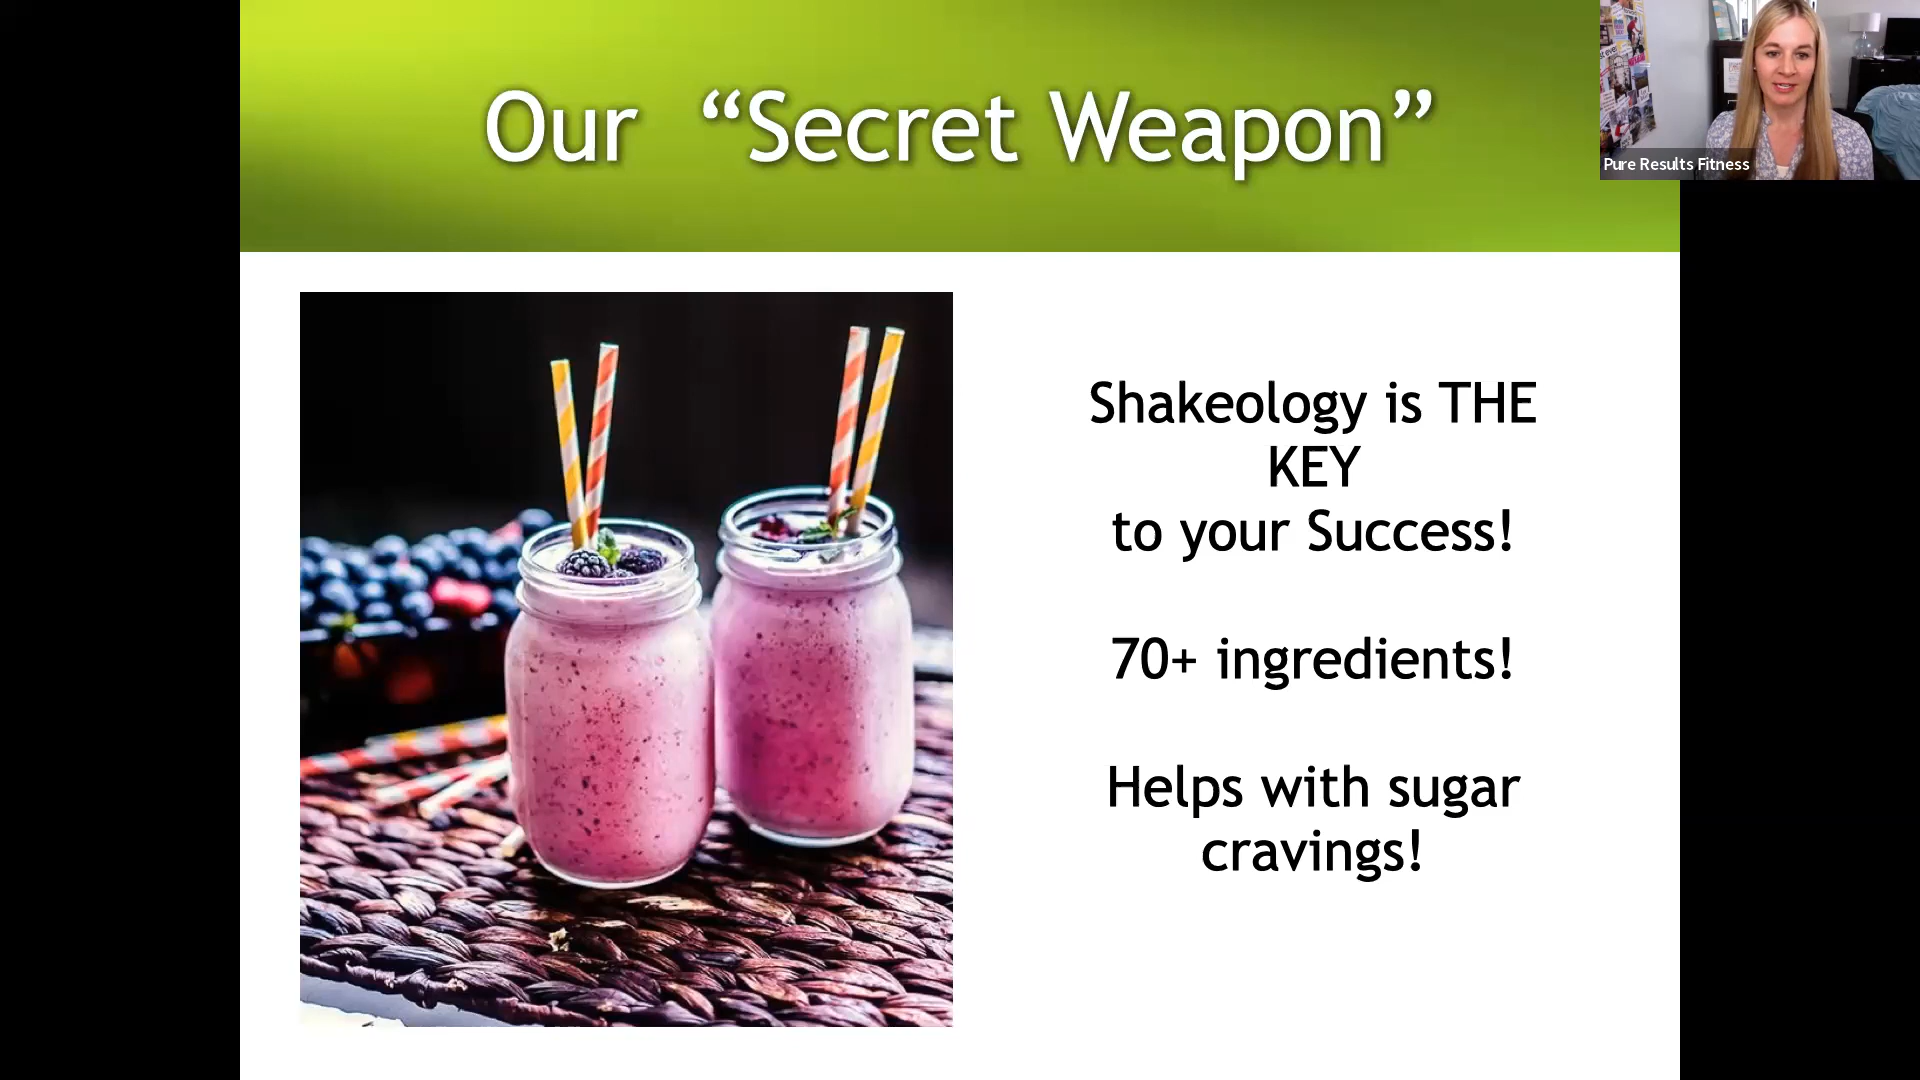 Our “Secret Weapon”
Pure Results Fitness
Shakeology is THE
KEY
to your Success!
70+ ingredients!
Helps with sugar
cravings!